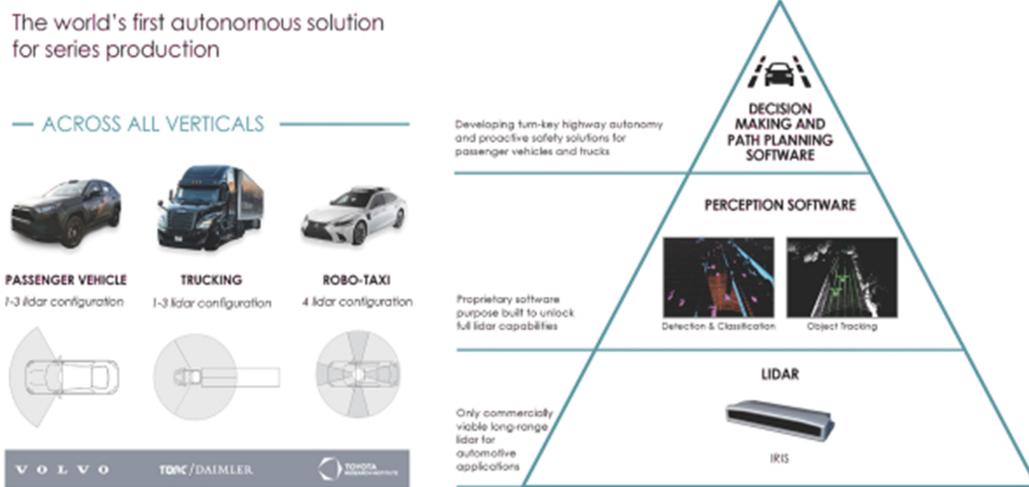 The world's first autonomous solution
for series production
ACROSS ALL VERTICALS
PASSENGER VEHICLE
1-3 lidar configuration
TRUCKING
1-3 lidar configuration
ROBO-TAXI
4 lidar configuration
VOLVO
TORC/DAIMLER
TOYOTA
RESEARCH INSTITUTE
Developing turn-key highway autonomy
and proactive safety solutions for
passenger vehicles and trucks
DECISION
MAKING AND
PATH PLANNING
SOFTWARE
PERCEPTION SOFTWARE
Proprietary software
purpose built to unlock
full lidar capabilities
Detection & Classification
Object Tracking
Only commercially
viable long-range
lidar for
automotive
applications
LIDAR
IRIS